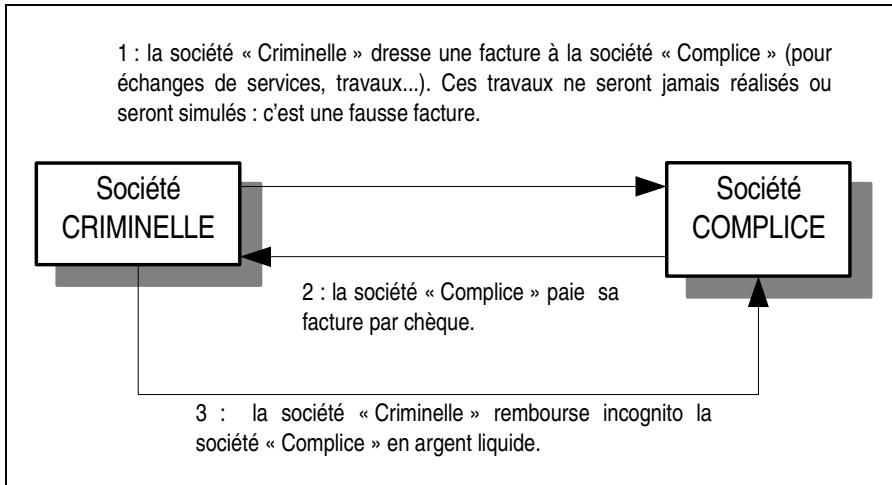 1 : la société « Criminelle » dresse une facture à la société « Complice » (pour
échanges de services, travaux...). Ces travaux ne seront jamais réalisés ou
seront simulés : c'est une fausse facture.
Société
CRIMINELLE
Société
COMPLICE
2 : la société « Complice » paie sa
facture par chèque.
3 : la société « Criminelle » rembourse incognito la
société « Complice » en argent liquide.